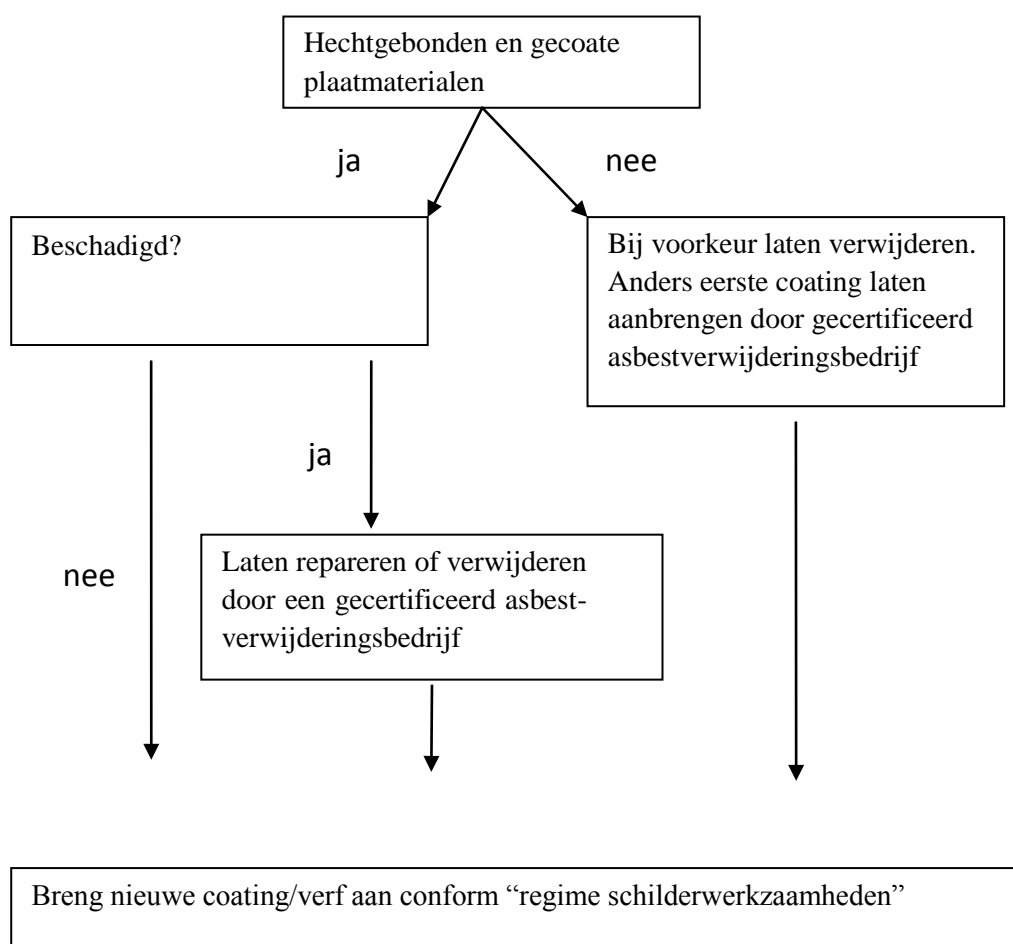 Hechtgebonden en gecoate
plaatmaterialen
ja
nee
Beschadigd?
Bij voorkeur laten verwijderen.
Anders eerste coating laten
aanbrengen door gecertificeerd
asbestverwijderingsbedrijf
ja
nee
Laten repareren of verwijderen
door een gecertificeerd asbest-
verwijderingsbedrijf
Breng nieuwe coating/verf aan conform “regime schilderwerkzaamheden”